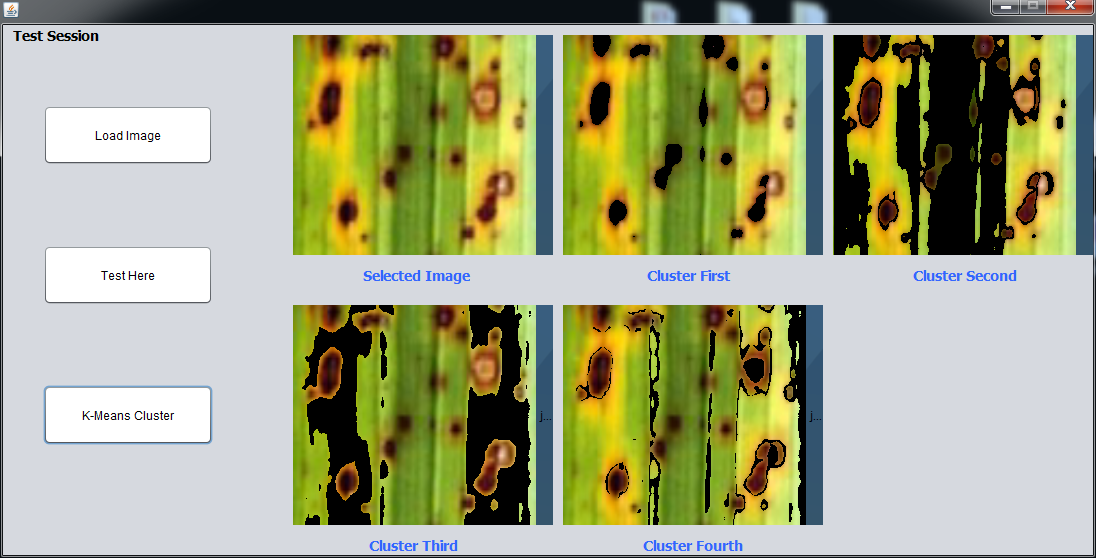 Test Session
Load Image
Test Here
K-Means Cluster
Selected Image
Cluster First
Cluster Second
j...
j...
Cluster Third
Cluster Fourth